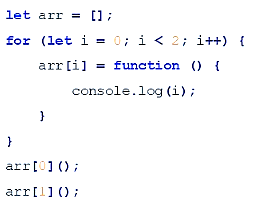 let arr = [];
for (let i = 0; i < 2; i++) {
    arr[i] = function () {
        console.log(i);
    }
}
arr[0]();
arr[1]();